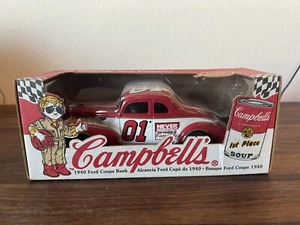 01
NEVER
Campbell's
Campbell's
1st Place
SOUP
1940 Ford Coupe Bank • Alcancia Ford Cupé de 1940 • Banque Ford Coupe 1940